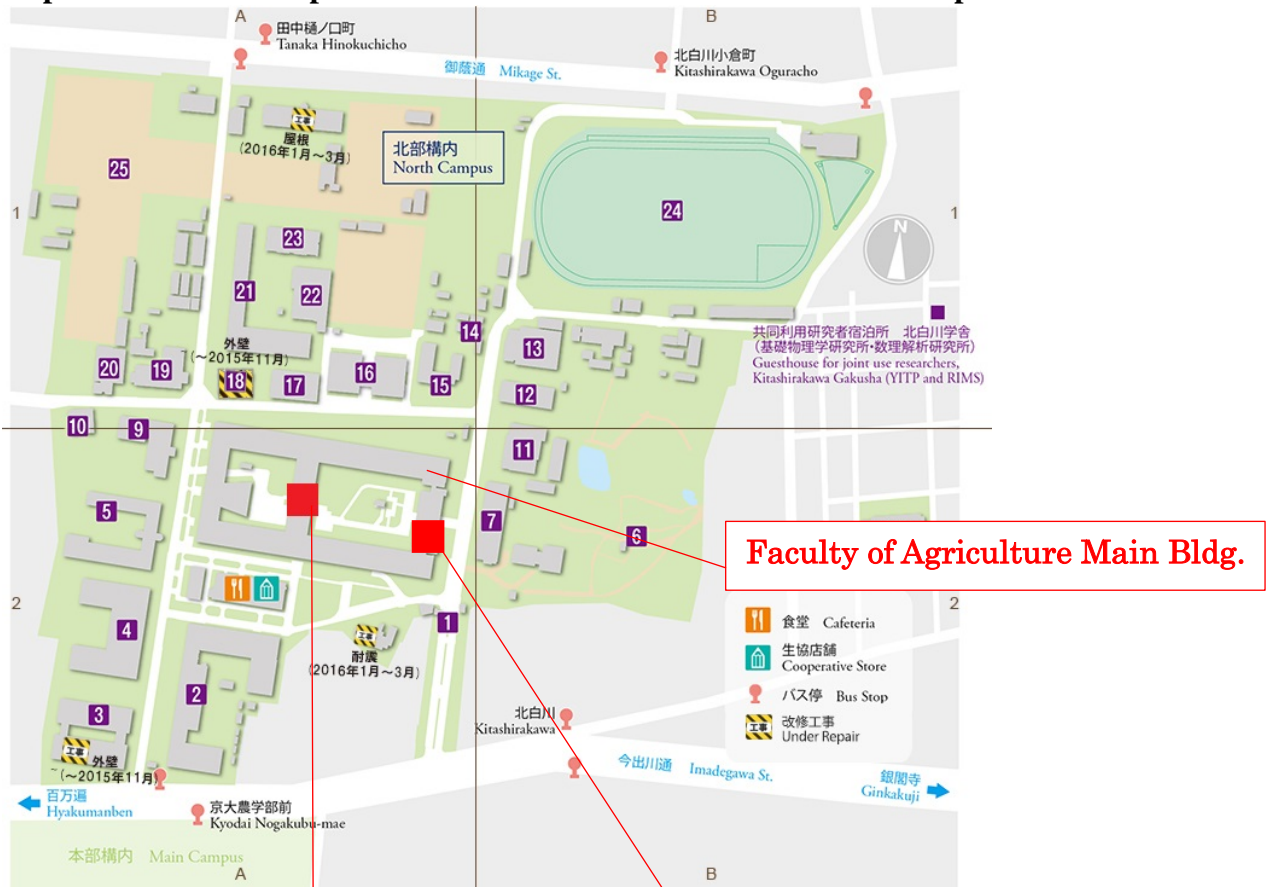 A
B
田中樋ノ口町
Tanaka Hinokuchicho
北白川小倉町
Kitashirakawa Oguracho
御蔭通 Mikage St.
工事
屋根
(2016年1月～3月)
北部構内
North Campus
25
24
1
1
N
23
21
22
14
共同利用研究者宿泊所 北白川学舎
(基礎物理学研究所・数理解析研究所)
Guesthouse for joint use researchers,
Kitashirakawa Gakusha (YITP and RIMS)
13
外壁
(～2015年11月)
20
19
18
17
16
15
12
10
9
11
5
7
6
Faculty of Agriculture Main Bldg.
2
2
4
1
工事
耐震
(2016年1月～3月)
食堂 Cafeteria
生協店舗
Cooperative Store
バス停 Bus Stop
工事
改修工事
Under Repair
2
3
工事
外壁
(～2015年11月)
北白川
Kitashirakawa
今出川通 Imadegawa St.
銀閣寺
Ginkakuji
百万遍
Hyakumanben
京大農学部前
Kyodai Nogakubu-mae
本部構内 Main Campus
A
B